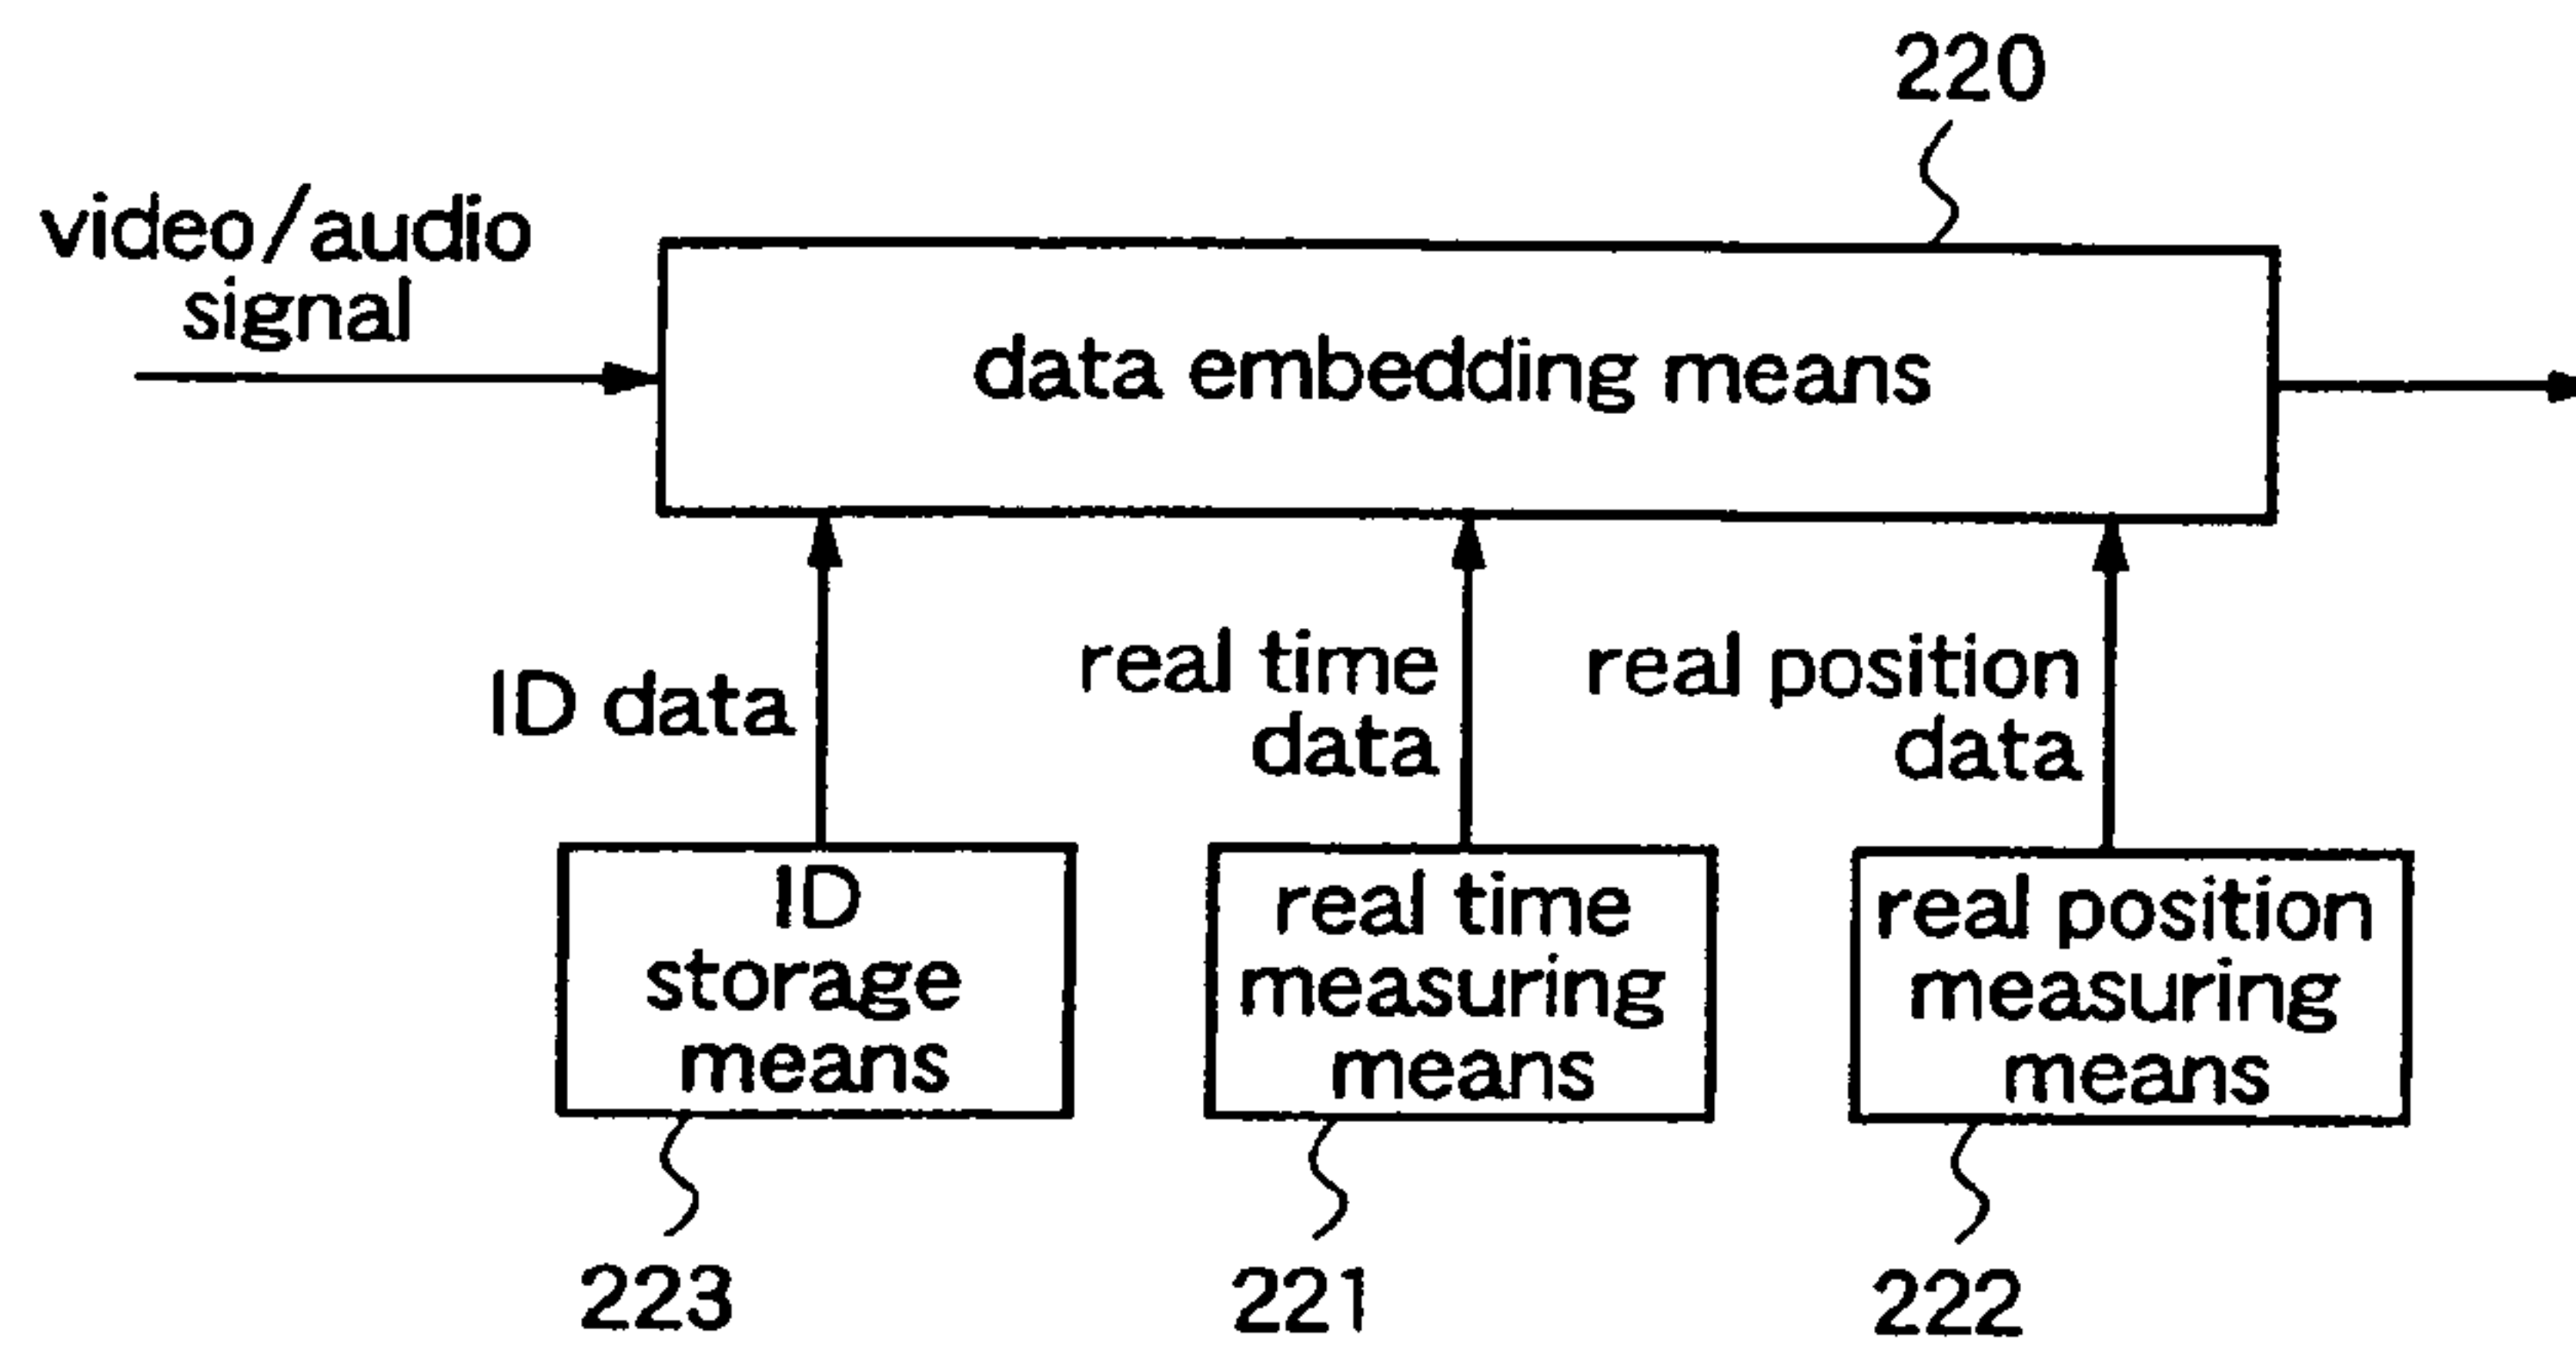 220
video/audio
signal
data embedding means
ID data
real time
data
real position
data
ID
storage
means
real time
measuring
means
real position
measuring
means
223
221
222